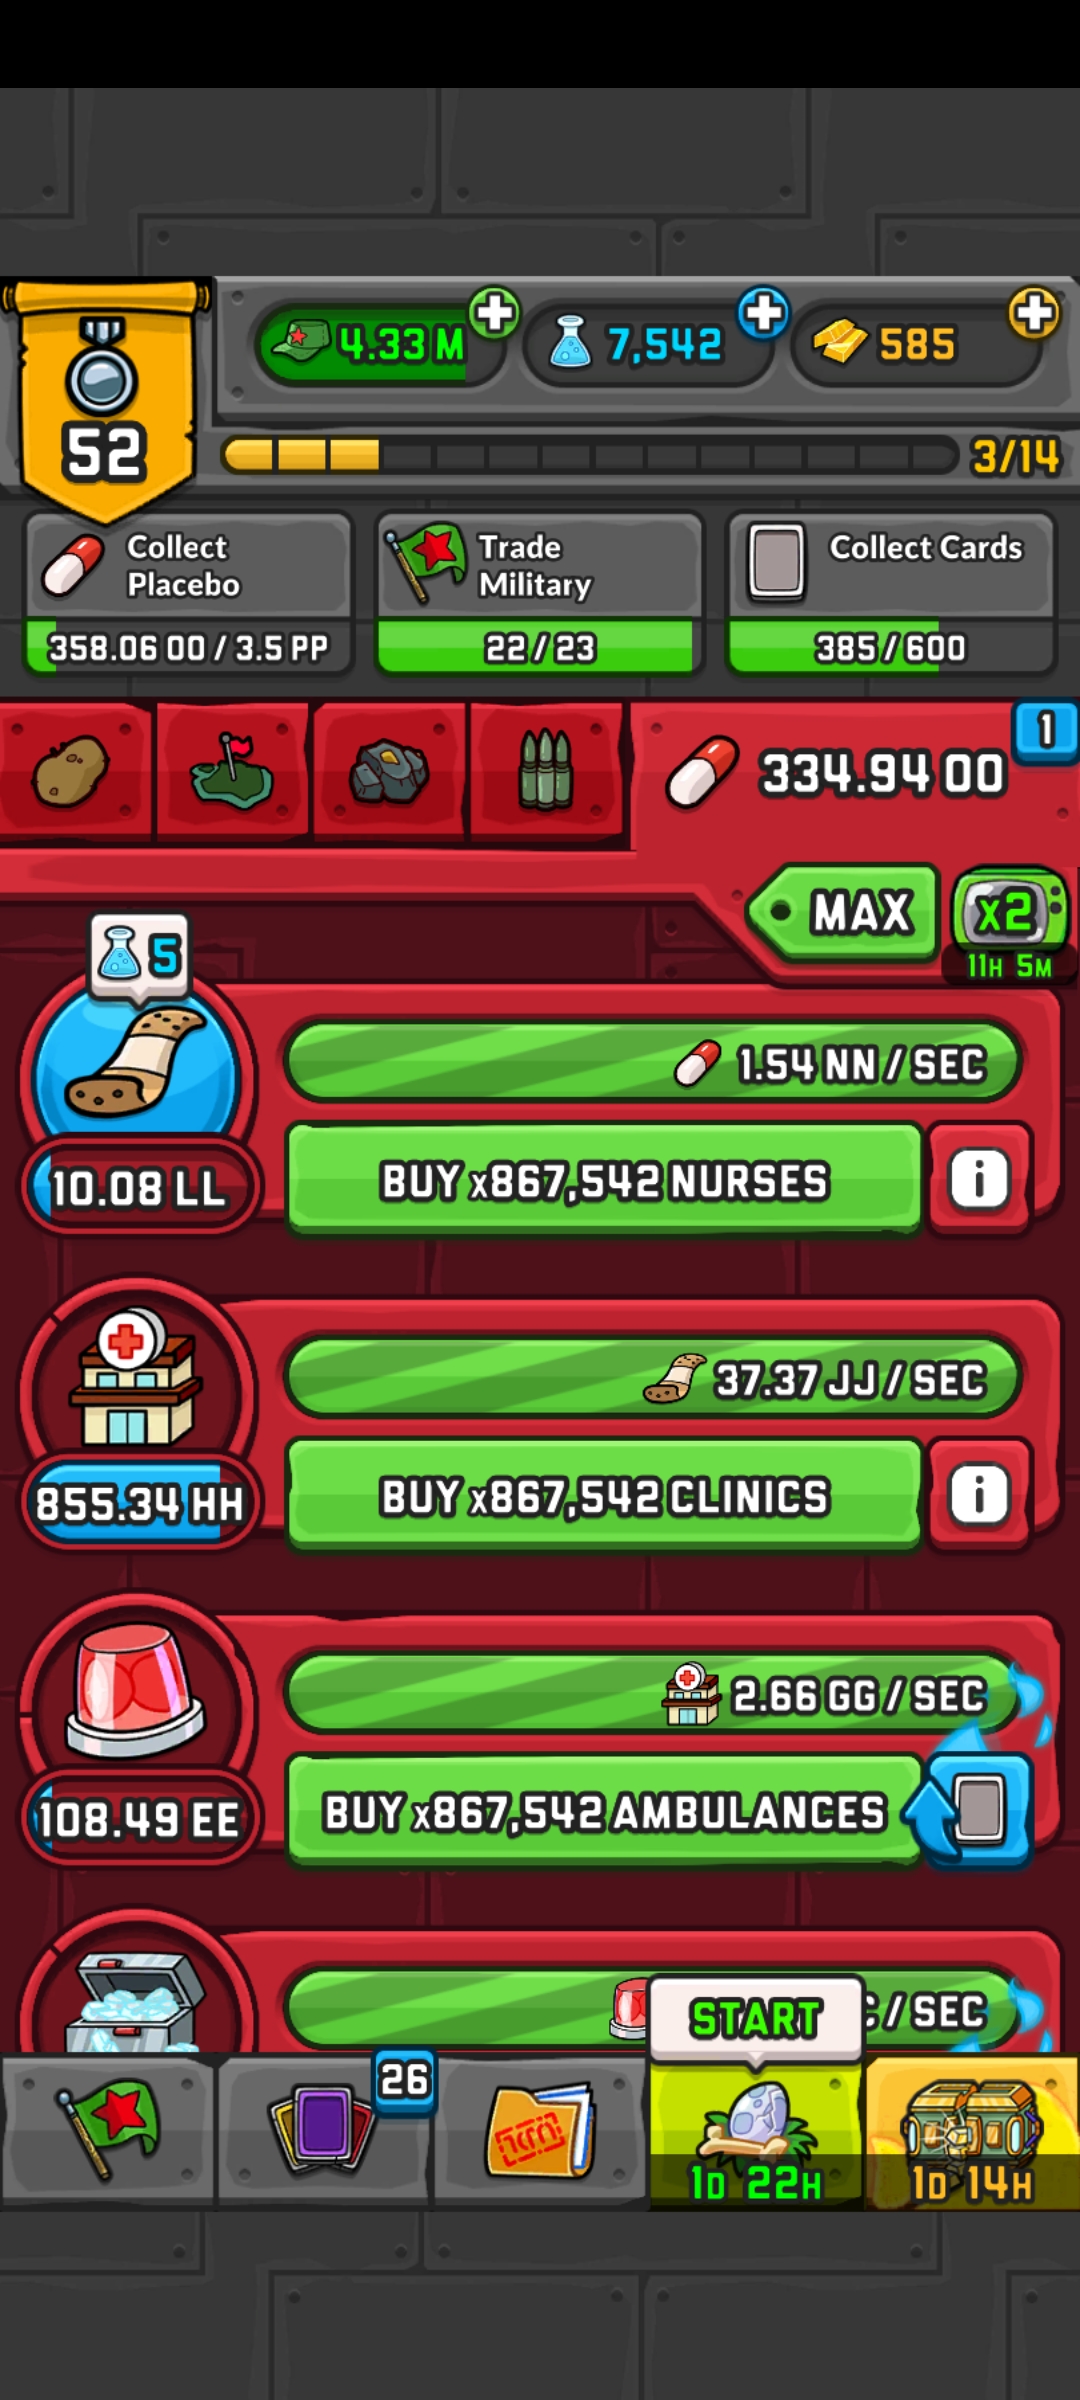 4.33 M
7,542
585
52
3/14
Collect Placebo
358.06 OO / 3.5 PP
Trade Military
22 / 23
Collect Cards
385 / 600
1
334.94 OO
MAX
x2
11H 5M
5
1.54 NN / SEC
10.08 LL
BUY x867,542 NURSES
i
37.37 JJ / SEC
855.34 HH
BUY x867,542 CLINICS
i
2.66 GG / SEC
108.49 EE
BUY x867,542 AMBULANCES
/ SEC
START
26
1D 22H
1D 14H